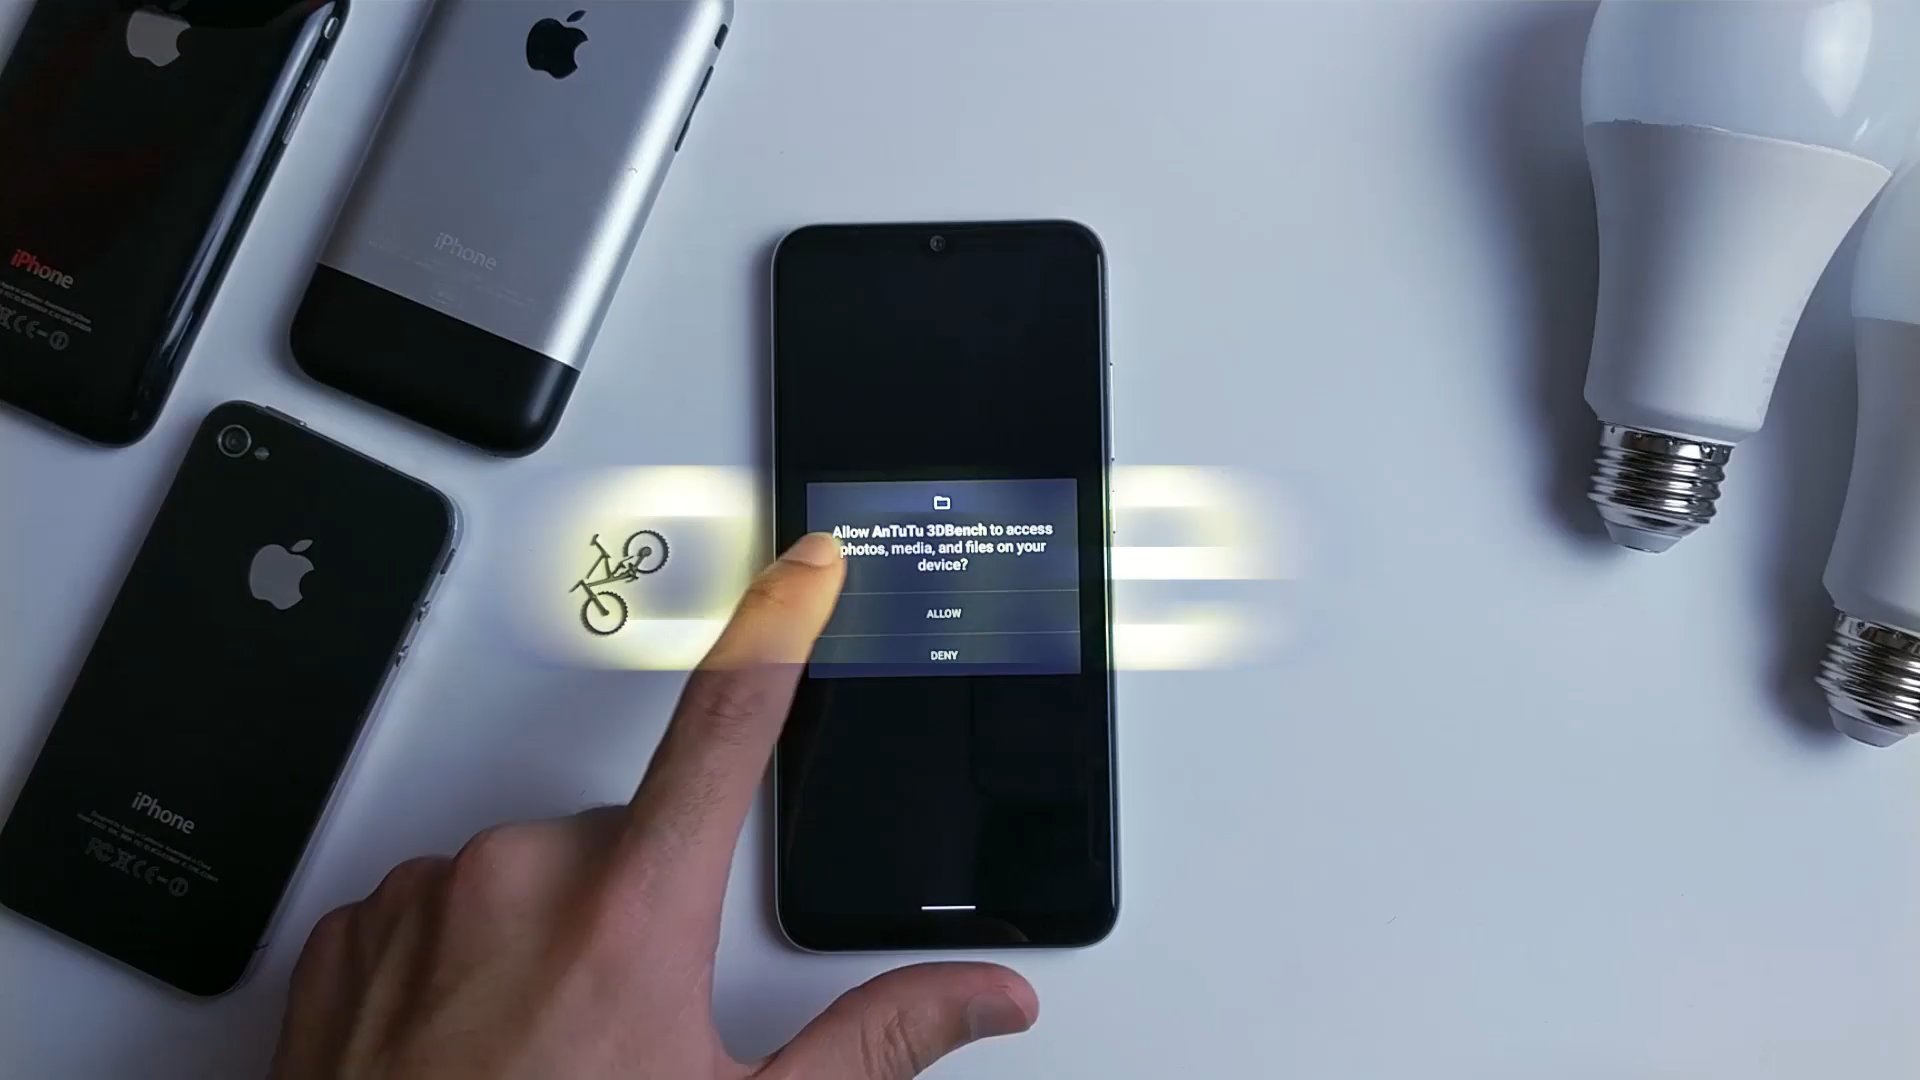 iPhone
iPhone
iPhone
Allow AnTuTu 3DBench to access
photos, media, and files on your
device?
ALLOW
DENY